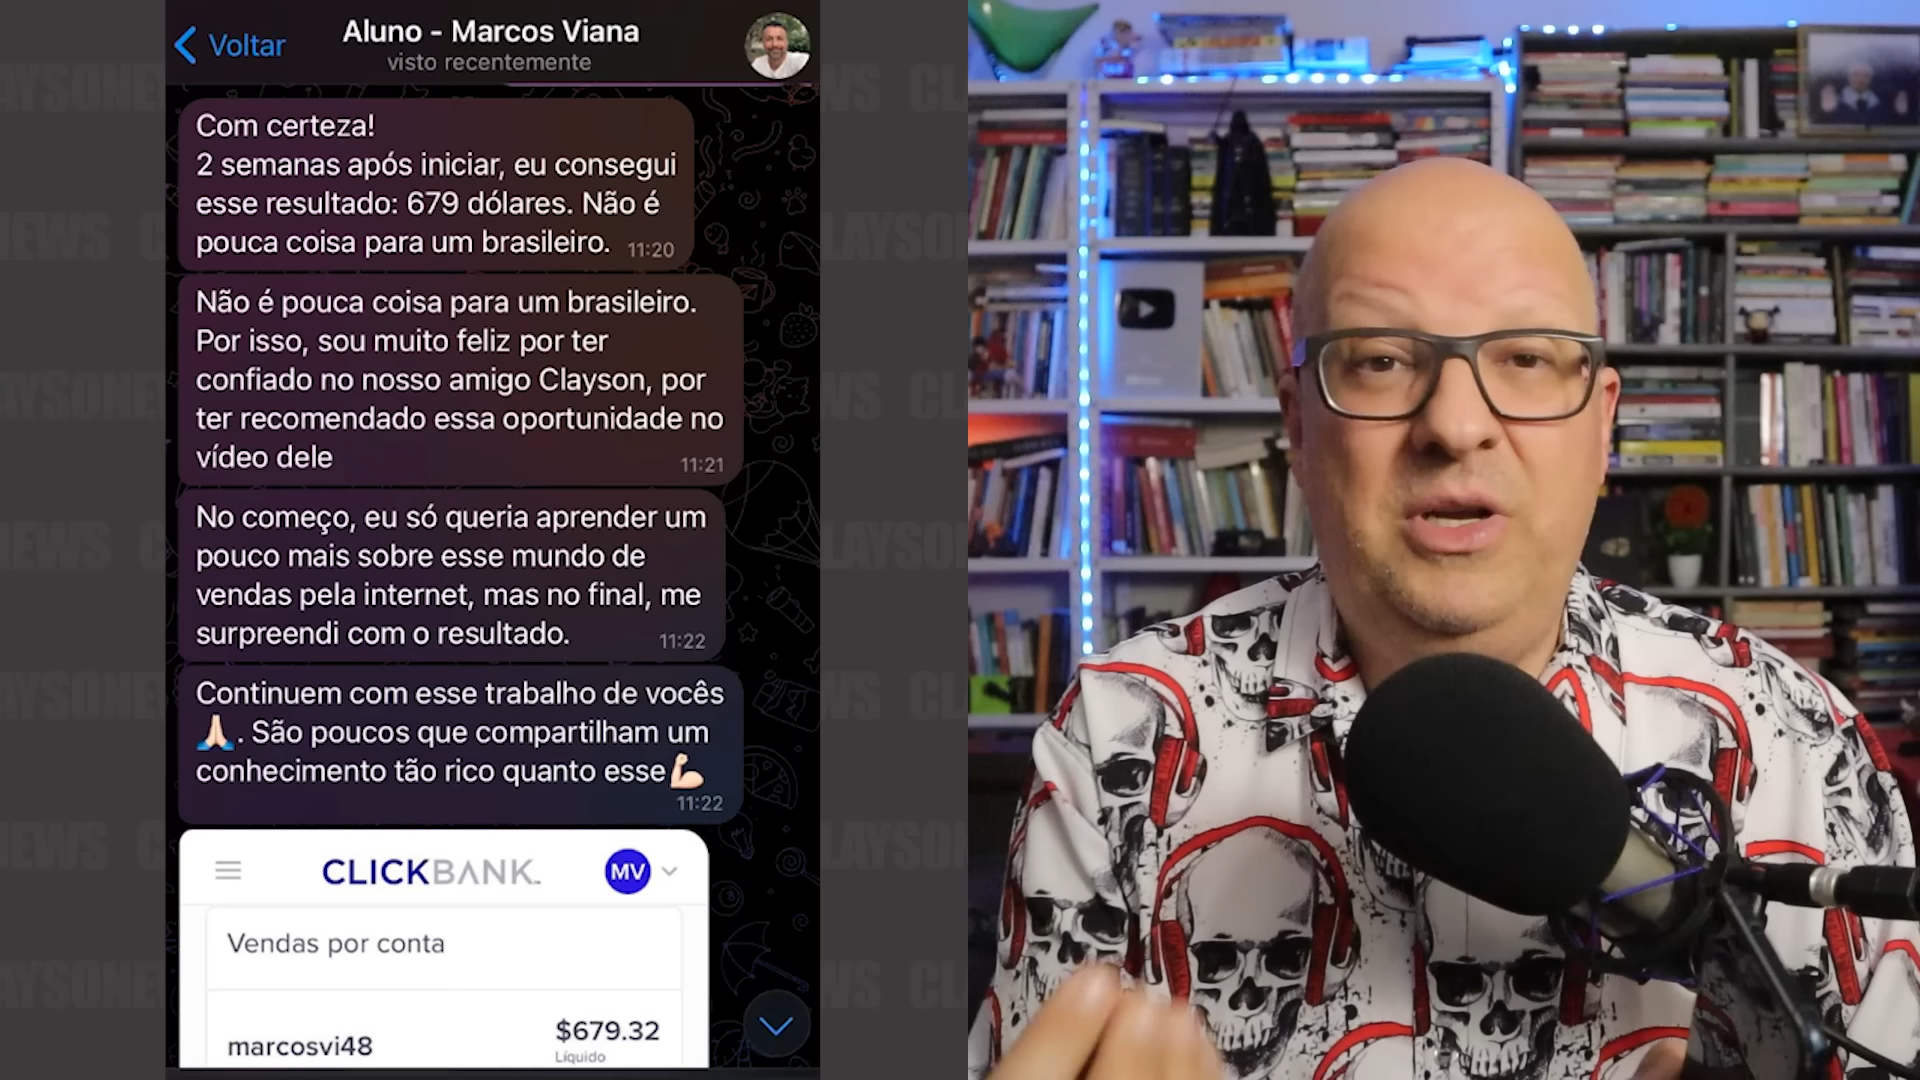 Voltar
Aluno - Marcos Viana
visto recentemente
Com certeza!
2 semanas após iniciar, eu consegui
esse resultado: 679 dólares. Não é
pouca coisa para um brasileiro. 11:20
Não é pouca coisa para um brasileiro.
Por isso, sou muito feliz por ter
confiado no nosso amigo Clayson, por
ter recomendado essa oportunidade no
vídeo dele 11:21
No começo, eu só queria aprender um
pouco mais sobre esse mundo de
vendas pela internet, mas no final, me
surpreendi com o resultado. 11:22
Continuem com esse trabalho de vocês
🙏🏻. São poucos que compartilham um
conhecimento tão rico quanto esse💪🏻
11:22
CLICKBANK.
MV
Vendas por conta
marcosvi48
$679.32
Líquido